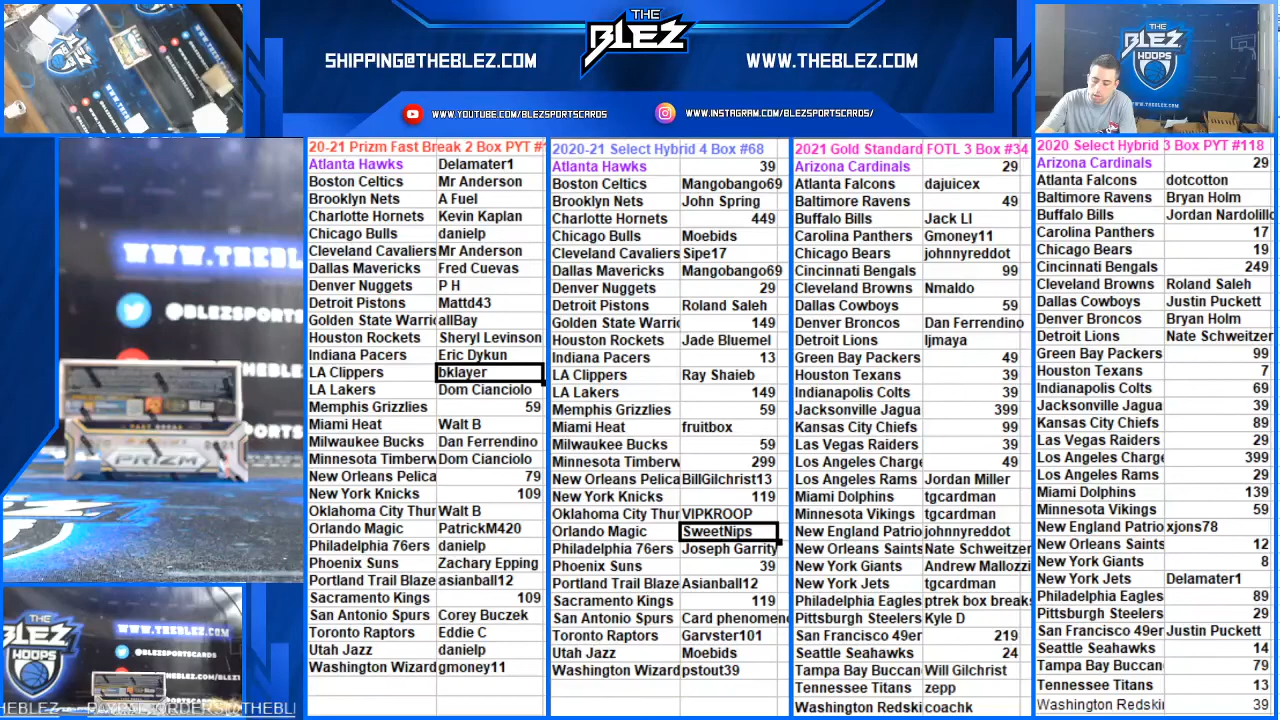 THE
BLEZ
SHIPPING@THEBLEZ.COM
WWW.THEBLEZ.COM
WWW.YOUTUBE.COM/BLEZSPORTSCARDS
WWW.INSTAGRAM.COM/BLEZSPORTSCARDS/
THE
BLEZ
HOOPS
WWW.THEBLEZ.COM
20-21 Prizm Fast Break 2 Box PYT #
Atlanta Hawks Delamater1
Boston Celtics Mr Anderson
Brooklyn Nets A Fuel
Charlotte Hornets Kevin Kaplan
Chicago Bulls danielp
Cleveland Cavaliers Mr Anderson
Dallas Mavericks Fred Cuevas
Denver Nuggets P H
Detroit Pistons Mattd43
Golden State Warric allBay
Houston Rockets Sheryl Levinson
Indiana Pacers Eric Dykun
LA Clippers bklayer
LA Lakers Dom Cianciolo
Memphis Grizzlies 59
Miami Heat Walt B
Milwaukee Bucks Dan Ferrendino
Minnesota Timberw Dom Cianciolo
New Orleans Pelica 79
New York Knicks 109
Oklahoma City Thur Walt B
Orlando Magic PatrickM420
Philadelphia 76ers danielp
Phoenix Suns Zachary Epping
Portland Trail Blaze asianball12
Sacramento Kings 109
San Antonio Spurs Corey Buczek
Toronto Raptors Eddie C
Utah Jazz danielp
Washington Wizard gmoney11
2020-21 Select Hybrid 4 Box #68
Atlanta Hawks 39
Boston Celtics Mangobango69
Brooklyn Nets John Spring
Charlotte Hornets 449
Chicago Bulls Moebids
Cleveland Cavaliers Sipe17
Dallas Mavericks Mangobango69
Denver Nuggets 29
Detroit Pistons Roland Saleh
Golden State Warric 149
Houston Rockets Jade Bluemel
Indiana Pacers 13
LA Clippers Ray Shaieb
LA Lakers 149
Memphis Grizzlies 59
Miami Heat fruitbox
Milwaukee Bucks 59
Minnesota Timberw 299
New Orleans Pelica BillGilchrist13
New York Knicks 119
Oklahoma City Thur VIPKROOP
Orlando Magic SweetNips
Philadelphia 76ers Joseph Garrity
Phoenix Suns 39
Portland Trail Blaze Asianball12
Sacramento Kings 119
San Antonio Spurs Card phenomen
Toronto Raptors Garvster101
Utah Jazz Moebids
Washington Wizard pstout39
2021 Gold Standard FOTL 3 Box #34
Arizona Cardinals 29
Atlanta Falcons dajuicex
Baltimore Ravens 49
Buffalo Bills Jack LI
Carolina Panthers Gmoney11
Chicago Bears johnnyreddot
Cincinnati Bengals 99
Cleveland Browns Nmaldo
Dallas Cowboys 59
Denver Broncos Dan Ferrendino
Detroit Lions ljmaya
Green Bay Packers 49
Houston Texans 39
Indianapolis Colts 39
Jacksonville Jagua 399
Kansas City Chiefs 99
Las Vegas Raiders 39
Los Angeles Charge 49
Los Angeles Rams Jordan Miller
Miami Dolphins tgcardman
Minnesota Vikings tgcardman
New England Patrio johnnyreddot
New Orleans Saints Nate Schweitzer
New York Giants Andrew Mallozzi
New York Jets tgcardman
Philadelphia Eagles ptrek box breaks
Pittsburgh Steelers Kyle D
San Francisco 49er 219
Seattle Seahawks 24
Tampa Bay Buccan Will Gilchrist
Tennessee Titans zepp
Washington Redski coachk
2020 Select Hybrid 3 Box PYT #118
Arizona Cardinals 29
Atlanta Falcons dotcotton
Baltimore Ravens Bryan Holm
Buffalo Bills Jordan Nardolillo
Carolina Panthers 17
Chicago Bears 19
Cincinnati Bengals 249
Cleveland Browns Roland Saleh
Dallas Cowboys Justin Puckett
Denver Broncos Bryan Holm
Detroit Lions Nate Schweitzer
Green Bay Packers 99
Houston Texans 7
Indianapolis Colts 69
Jacksonville Jagua 39
Kansas City Chiefs 89
Las Vegas Raiders 29
Los Angeles Charge 399
Los Angeles Rams 29
Miami Dolphins 139
Minnesota Vikings 59
New England Patrio xjons78
New Orleans Saints 12
New York Giants 8
New York Jets Delamater1
Philadelphia Eagles 89
Pittsburgh Steelers 29
San Francisco 49er Justin Puckett
Seattle Seahawks 14
Tampa Bay Buccan 79
Tennessee Titans 13
Washington Redski 39
WWW.T
@BLEZSPORTS
PRIZM
THE
BLEZ
HOOPS
WWW.THEBLEZ.COM
@BLEZSPORTSCARDS